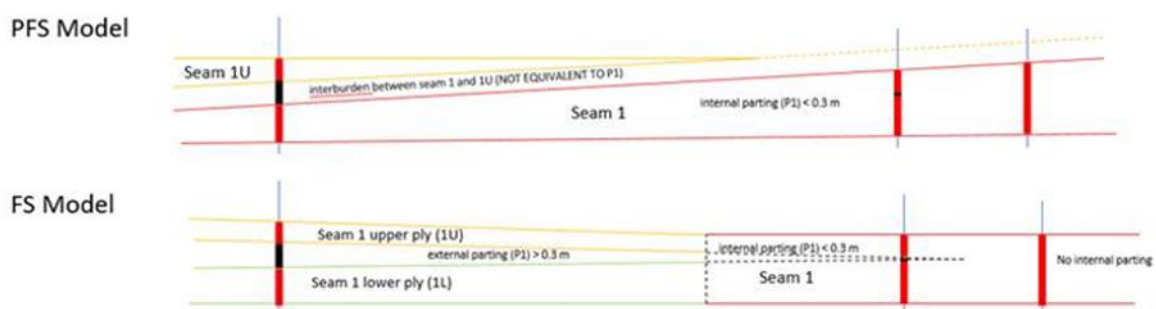 PFS Model
Seam 1U
interburden between seam 1 and 1U (NOT EQUIVALENT TO P1)
internal parting (P1) < 0.3 m
Seam 1
FS Model
Seam 1 upper ply (1U)
external parting (P1) > 0.3 m
internal parting (P1) < 0.3 m
No internal parting
Seam 1 lower ply (1L)
Seam 1